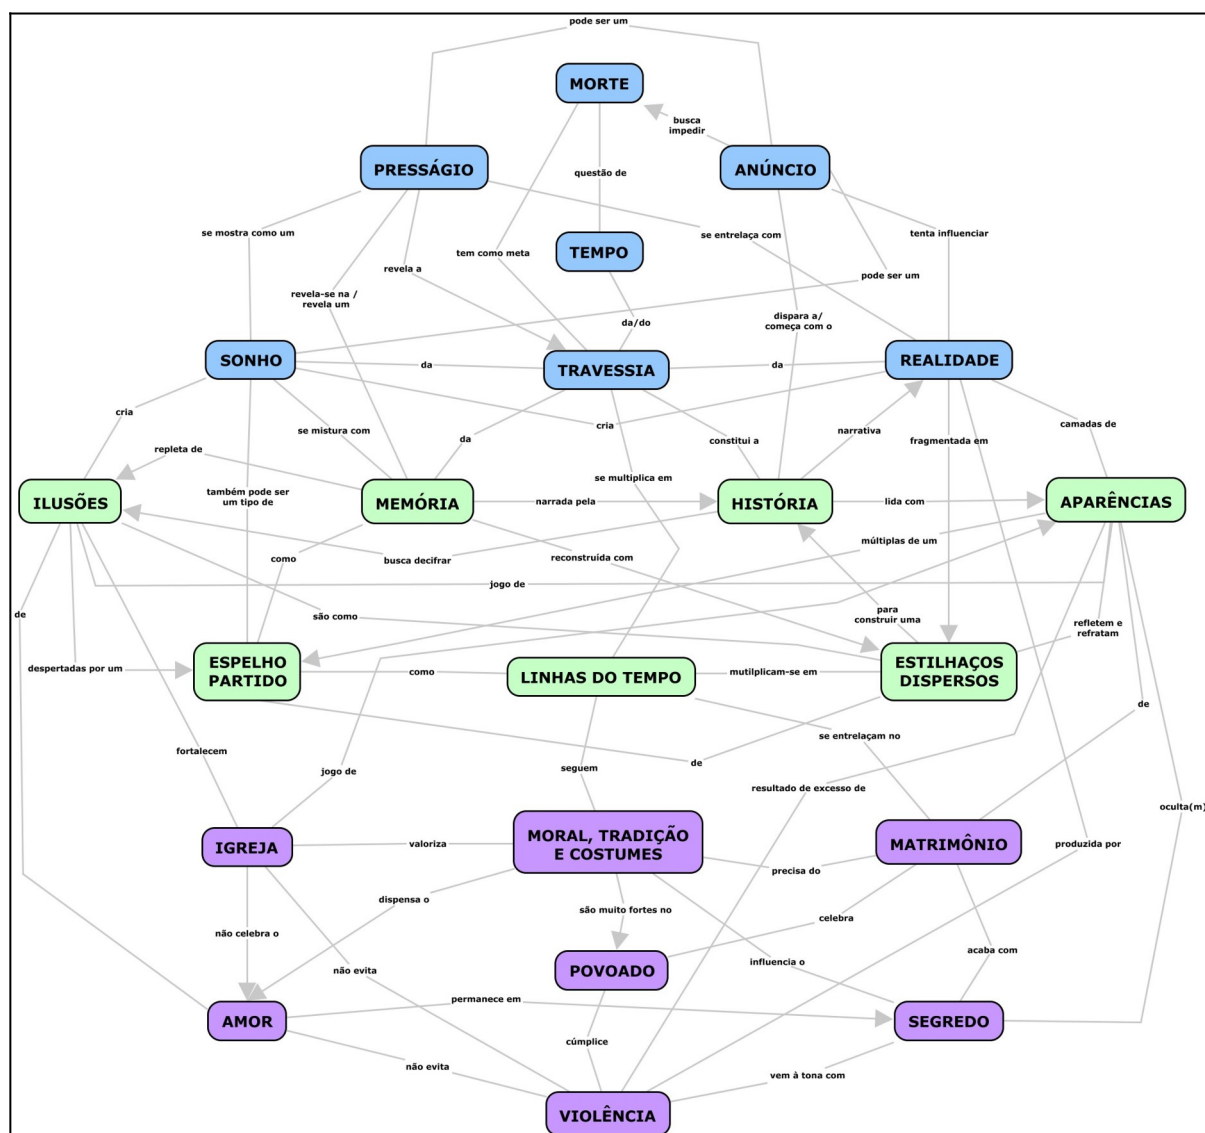 pode ser um
MORTE
busca
impedir
PRESSÁGIO
ANÚNCIO
questão de
se mostra como um
se entrelaça com
tenta influenciar
TEMPO
tem como meta
revela a
pode ser um
revela-se na /
revela um
dispara a/
começa com o
da/do
SONHO
TRAVESSIA
REALIDADE
da
da
cria
cria
se mistura com
da
constitui a
narrativa
fragmentada em
camadas de
repleta de
se multiplica em
ILUSÕES
também pode ser
um tipo de
MEMÓRIA
narrada pela
HISTÓRIA
lida com
APARÊNCIAS
como
busca decifrar
reconstruída com
múltiplas de um
jogo de
de
são como
para
construir uma
refletem e
refratam
despertadas por um
ESPELHO
PARTIDO
como
LINHAS DO TEMPO
mutilplicam-se em
ESTILHAÇOS
DISPERSOS
de
fortalecem
jogo de
seguem
de
se entrelaçam no
resultado de excesso de
oculta(m)
IGREJA
valoriza
MORAL, TRADIÇÃO
E COSTUMES
MATRIMÔNIO
produzida por
precisa do
dispensa o
são muito fortes no
celebra
não celebra o
não evita
POVOADO
influencia o
acaba com
permanece em
AMOR
SEGREDO
cúmplice
não evita
vem à tona com
VIOLÊNCIA